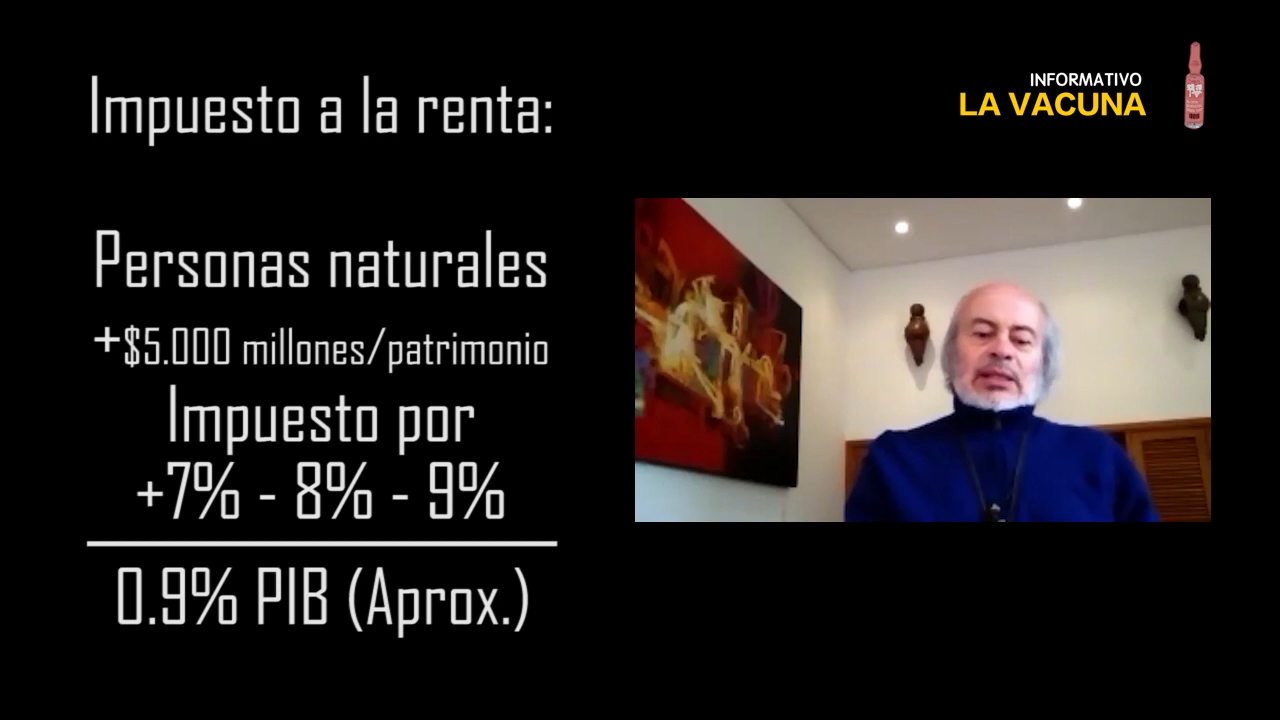 Impuesto a la renta:
Personas naturales
+$5.000 millones/patrimonio
Impuesto por
+7% - 8% - 9%
0.9% PIB (Aprox.)
INFORMATIVO
LA VACUNA